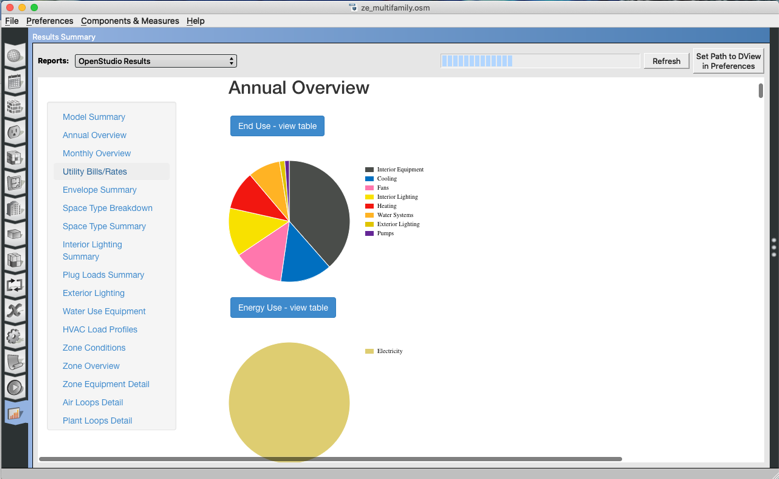 ze_multifamily.osm
File Preferences Components & Measures Help
Results Summary
Reports: OpenStudio Results
Refresh
Set Path to DView
in Preferences
Annual Overview
Model Summary
Annual Overview
Monthly Overview
Utility Bills/Rates
Envelope Summary
Space Type Breakdown
Space Type Summary
Interior Lighting
Summary
Plug Loads Summary
Exterior Lighting
Water Use Equipment
HVAC Load Profiles
Zone Conditions
Zone Overview
Zone Equipment Detail
Air Loops Detail
Plant Loops Detail
End Use - view table
Interior Equipment
Cooling
Fans
Interior Lighting
Heating
Water Systems
Exterior Lighting
Pumps
Energy Use - view table
Electricity